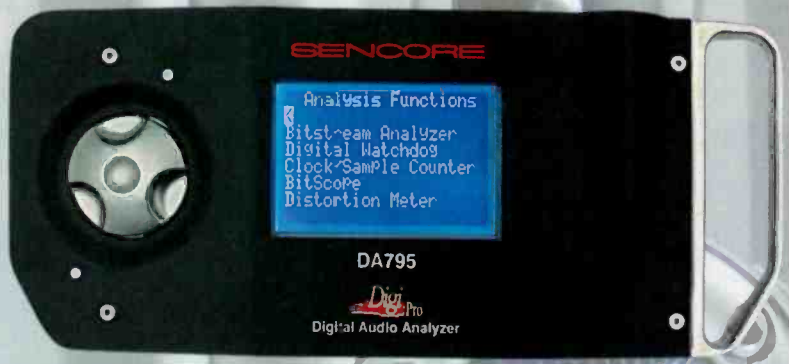 SENCORE
Analysis Functions
<
Bitstream Analyzer
Digital Watchdog
Clock/Sample Counter
BitScope
Distortion Meter
DA795
Digi Pro
Digital Audio Analyzer